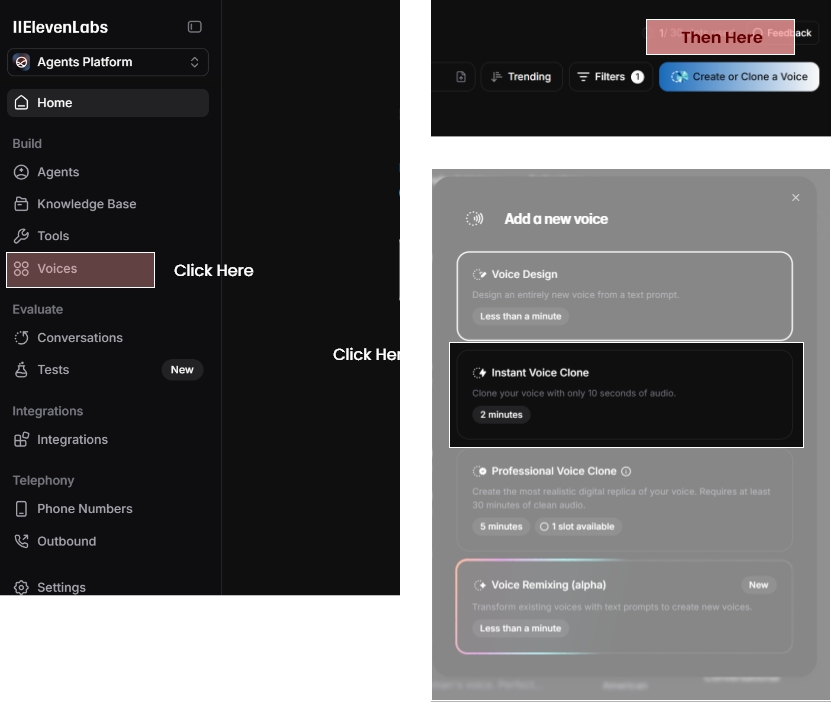 IIElevenLabs
Agents Platform
Home
Build
Agents
Knowledge Base
Tools
Voices
Click Here
Evaluate
Conversations
Click Her
Tests
New
Integrations
Integrations
Telephony
Phone Numbers
Outbound
Settings
Then Here
Feedback
Trending
Filters 1
Create or Clone a Voice
Add a new voice
Voice Design
Design an entirely new voice from a text prompt.
Less than a minute
Instant Voice Clone
Clone your voice with only 10 seconds of audio.
2 minutes
Professional Voice Clone
Create the most realistic digital replica of your voice. Requires at least
30 minutes of clean audio.
5 minutes
1 slot available
Voice Remixing (alpha)
New
Transform existing voices with text prompts to create new voices.
Less than a minute